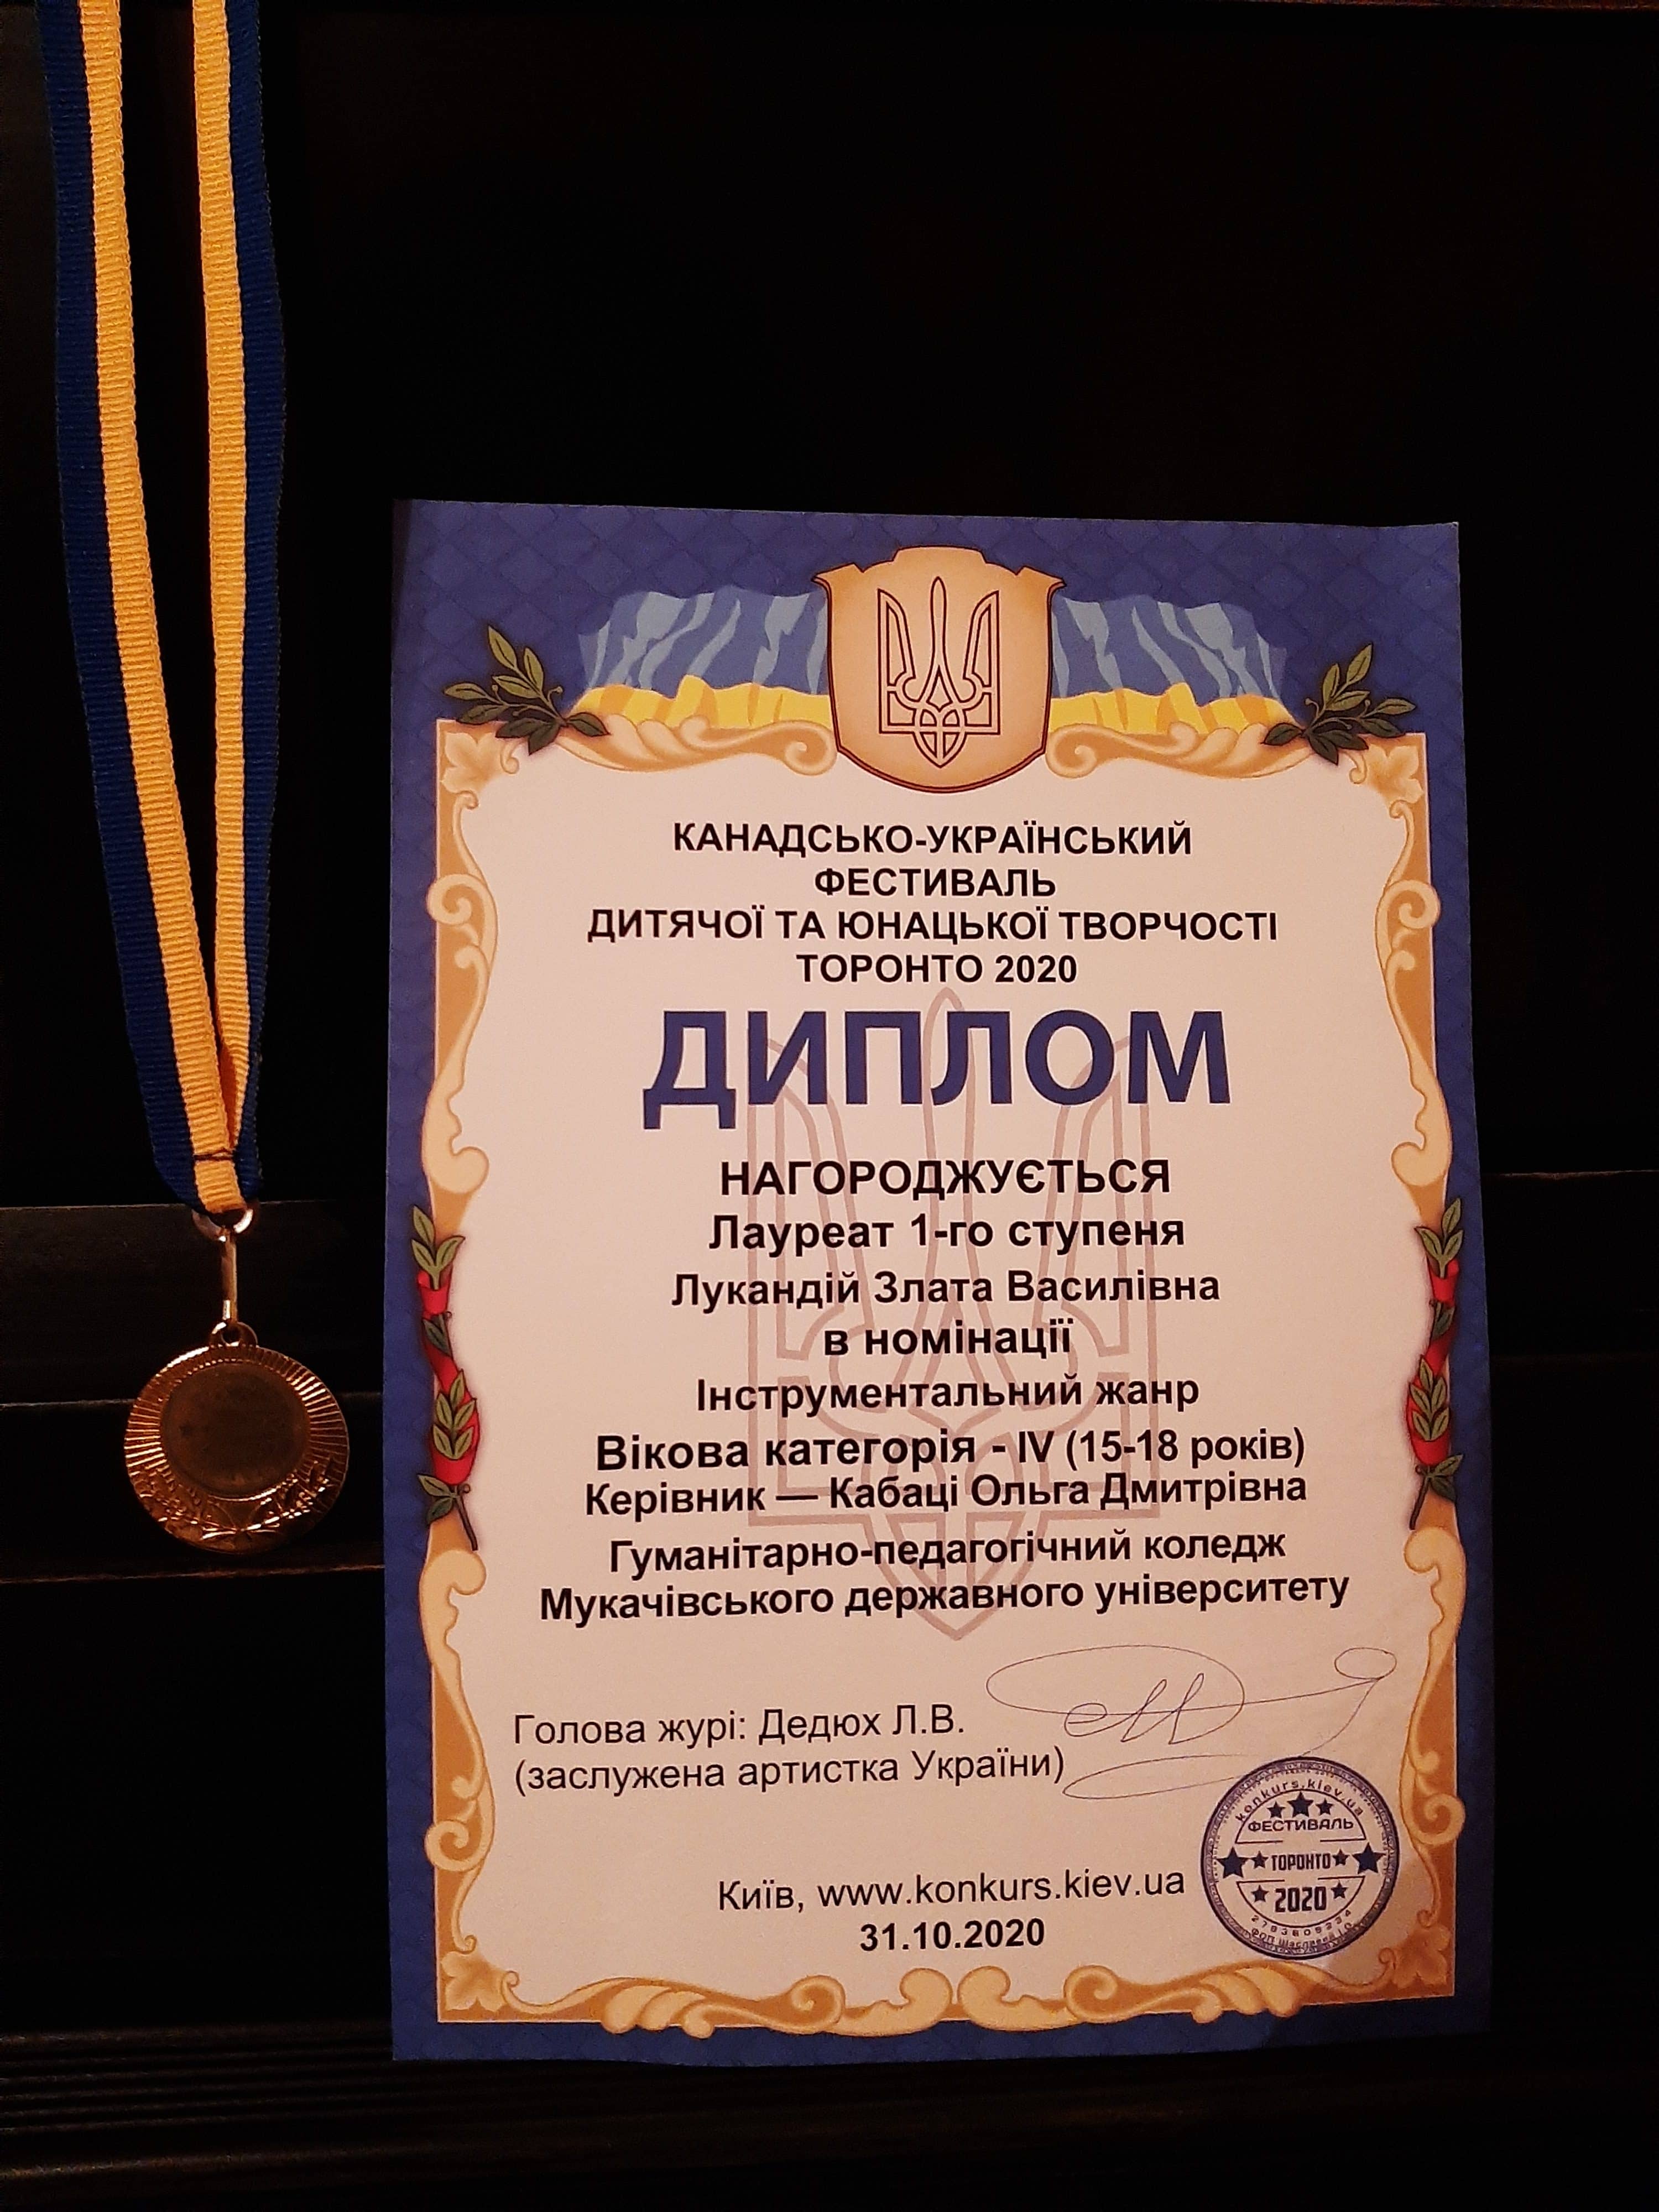 КАНАДСЬКО-УКРАЇНСЬКИЙ
ФЕСТИВАЛЬ
ДИТЯЧОЇ ТА ЮНАЦЬКОЇ ТВОРЧОСТІ
ТОРОНТО 2020
ДИПЛОМ
НАГОРОДЖУЄТЬСЯ
Лауреат 1-го ступеня
Лукандій Злата Василівна
в номінації
Інструментальний жанр
Вікова категорія - IV (15-18 років)
Керівник — Кабаці Ольга Дмитрівна
Гуманітарно-педагогічний коледж
Мукачівського державного університету
Голова журі: Дедюх Л.В.
(заслужена артистка України)
Київ, www.konkurs.kiev.ua
31.10.2020
konkurs.kiev.ua
ФЕСТИВАЛЬ
ТОРОНТО
2020